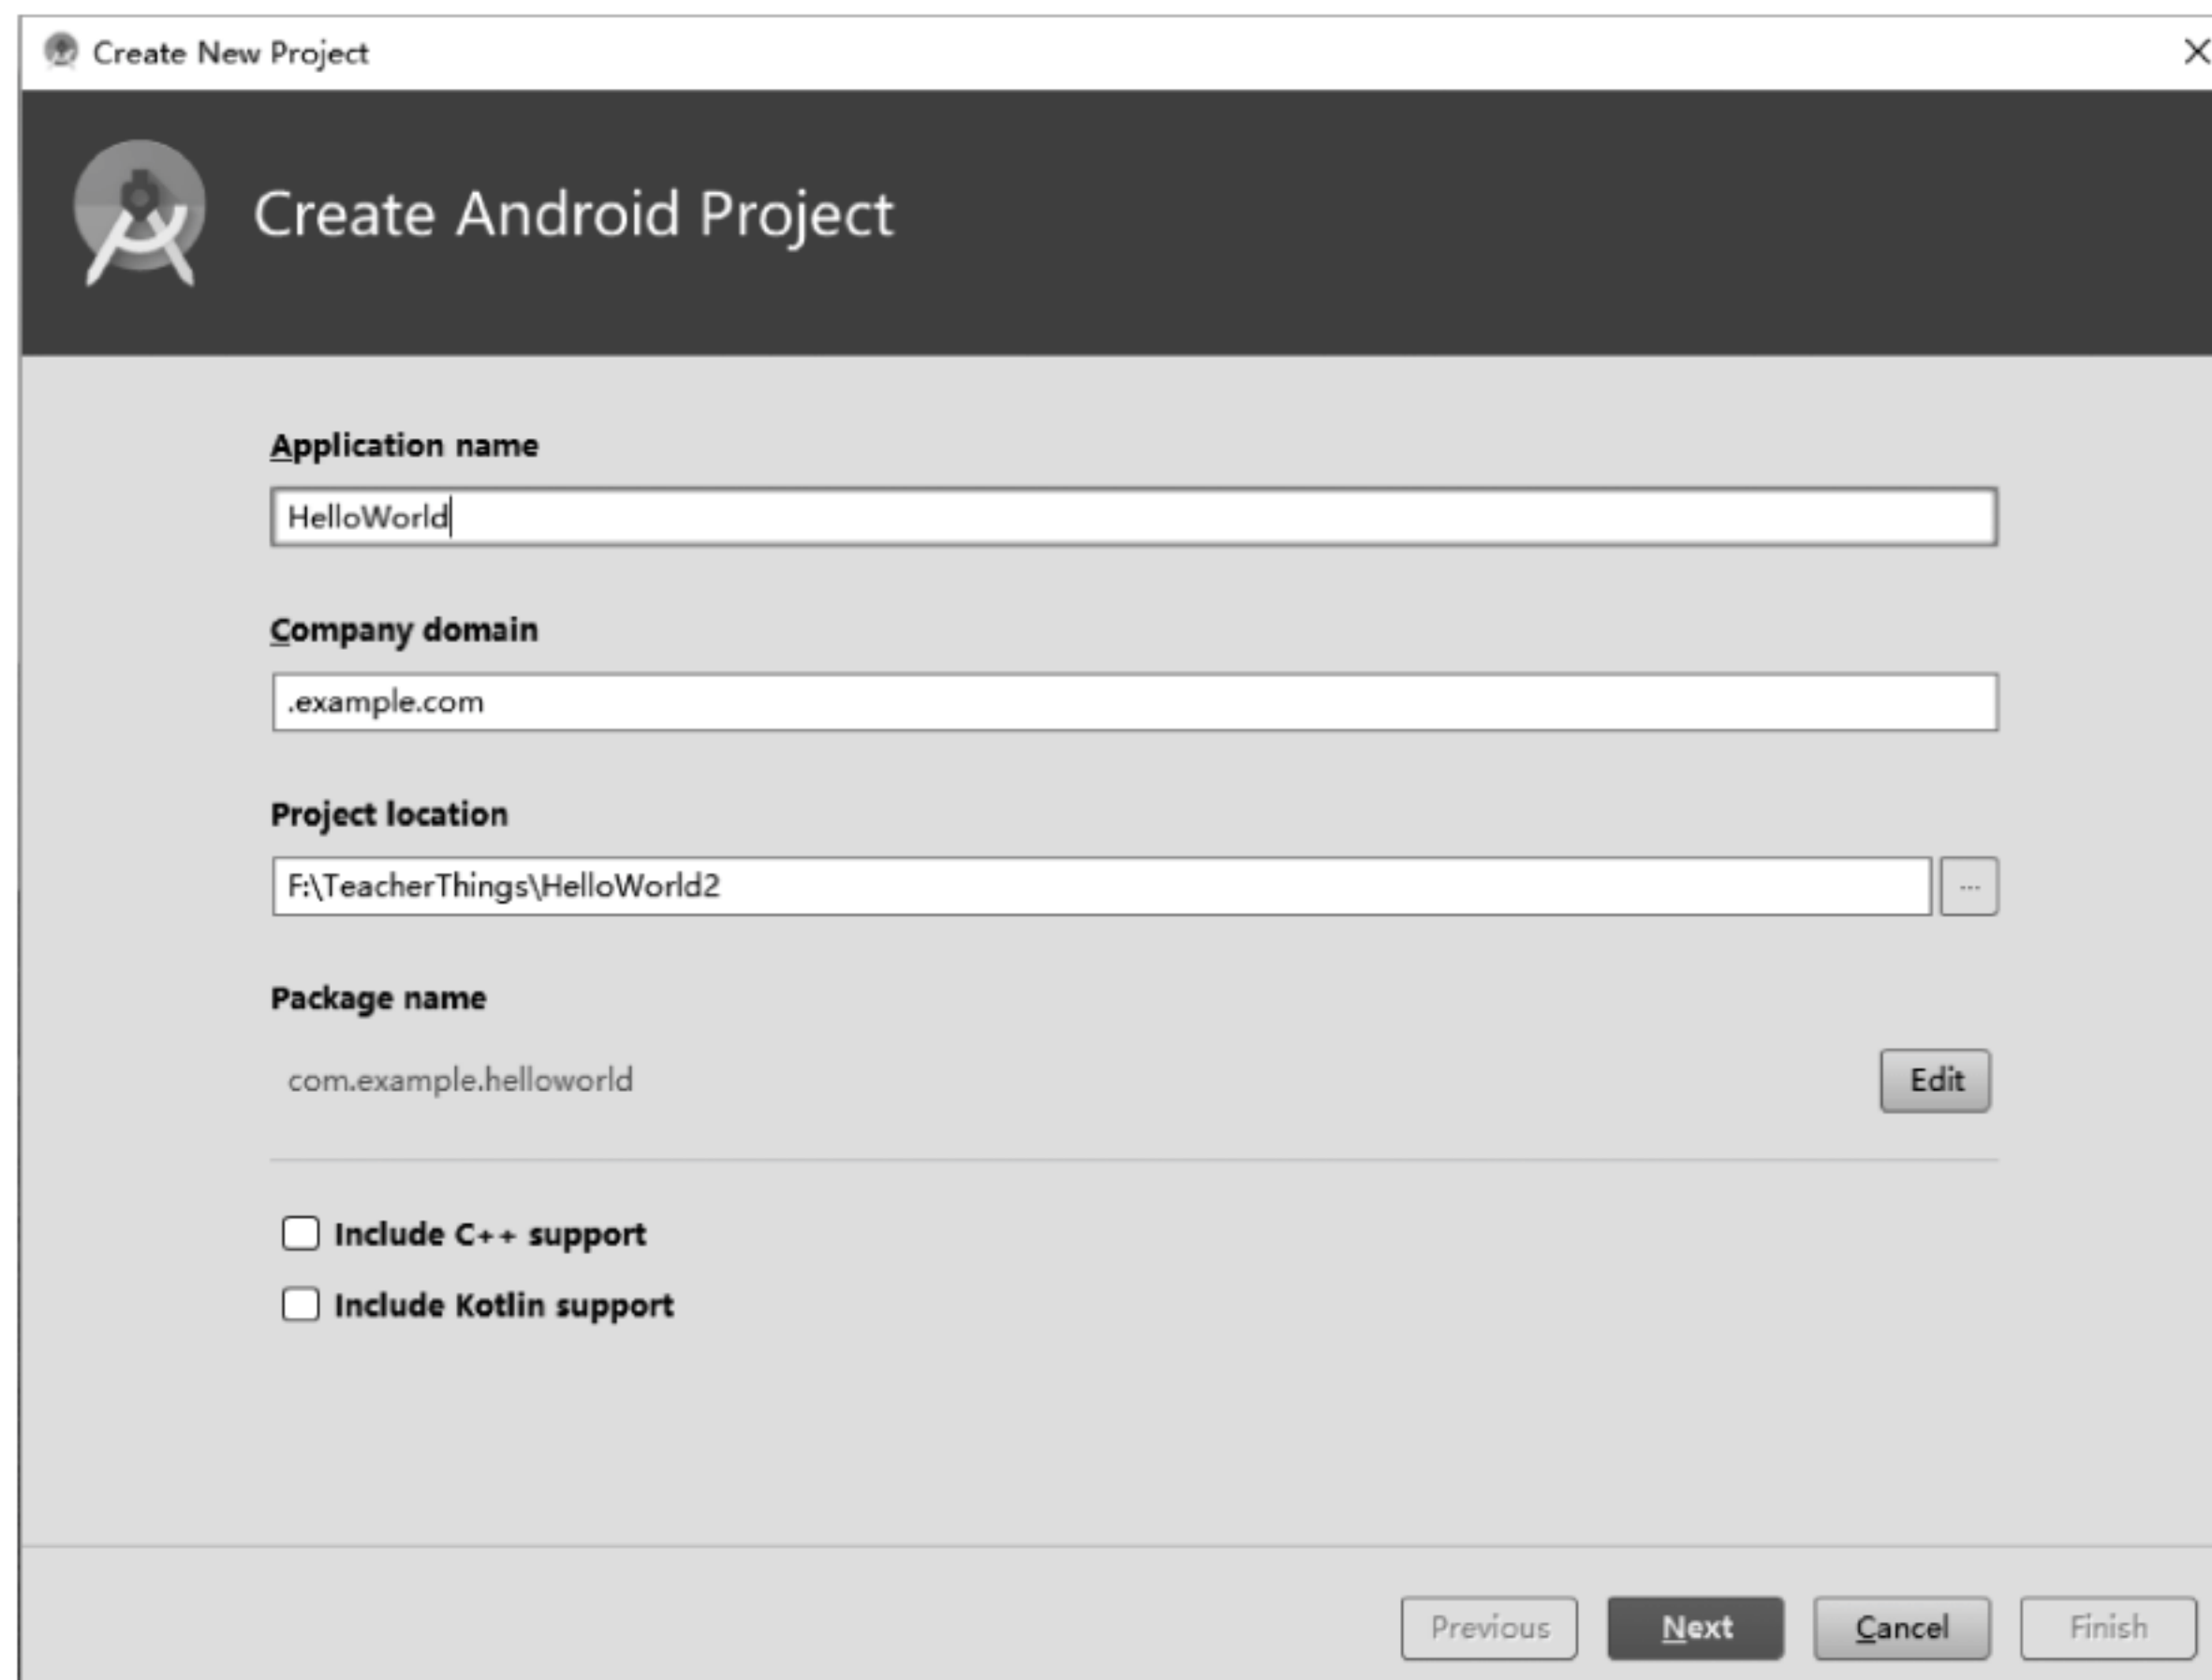 Create New Project
Create Android Project
Application name
HelloWorld
Company domain
.example.com
Project location
F:\TeacherThings\HelloWorld2
...
Package name
com.example.helloworld
Edit
Include C++ support
Include Kotlin support
Previous
Next
Cancel
Finish